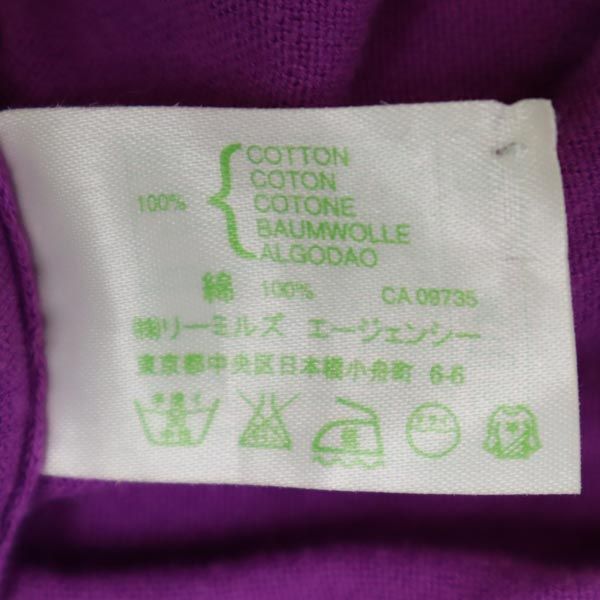 COTTON
COTON
100% COTONE
BAUMWOLLE
ALGODAO
綿 100% CA 09735
㈱リーミルズ エージェンシー
東京都中央区日本橋小舟町 6-6